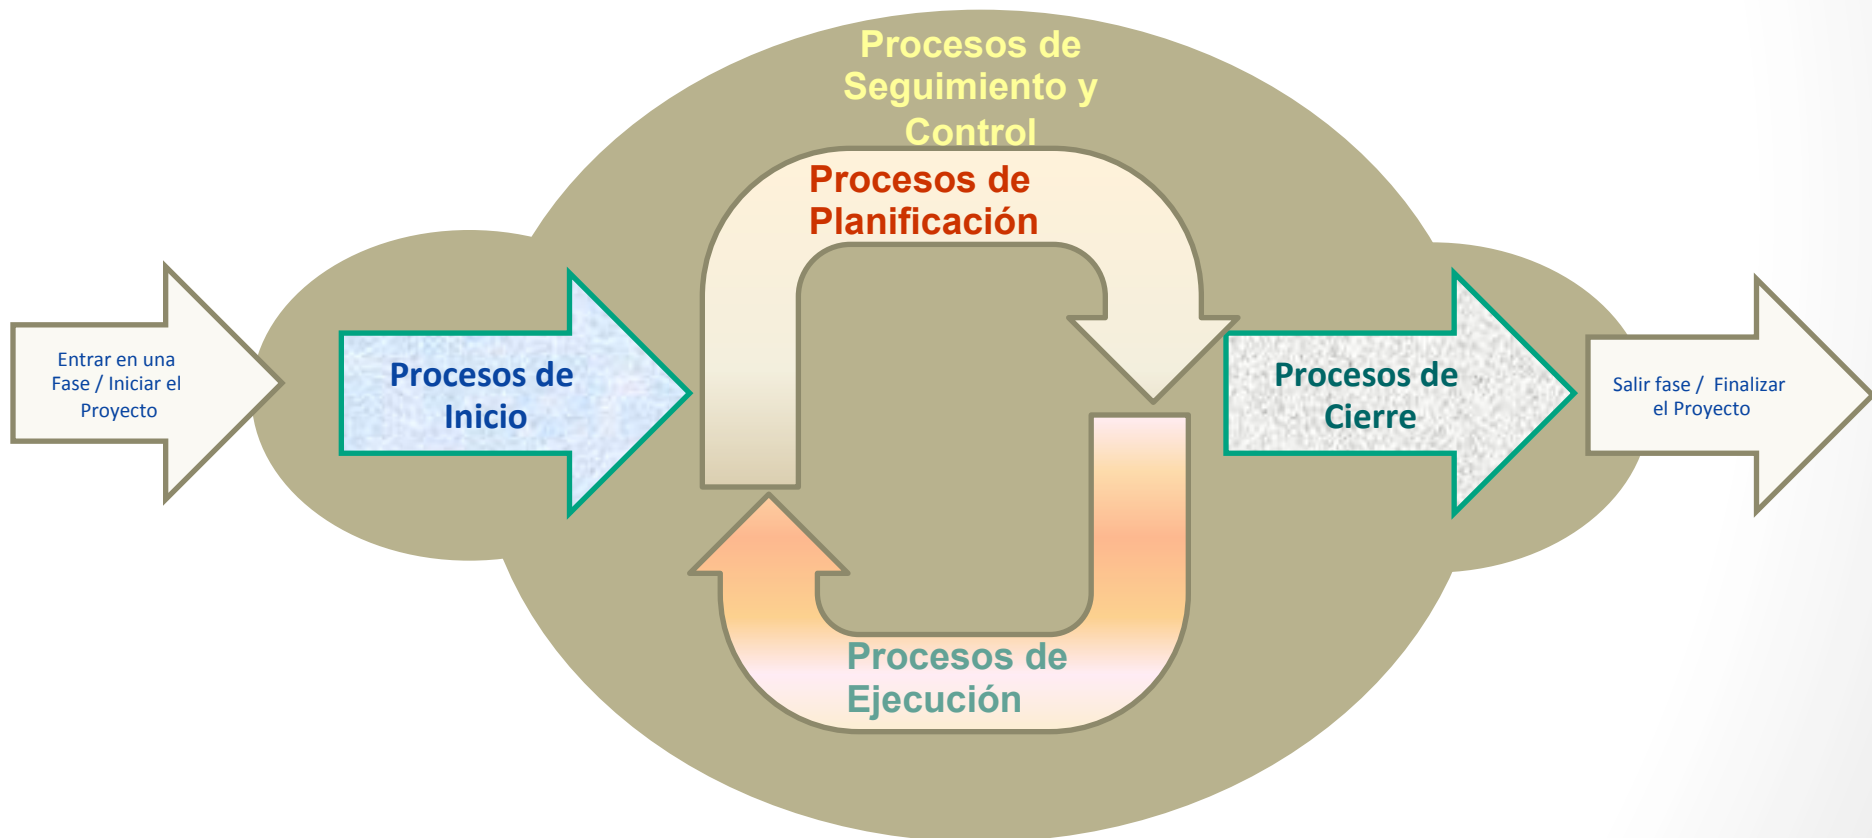 Procesos de
Seguimiento y
Control
Procesos de
Planificación
Entrar en una
Fase / Iniciar el
Proyecto
Procesos de
Inicio
Procesos de
Cierre
Salir fase / Finalizar
el Proyecto
Procesos de
Ejecución